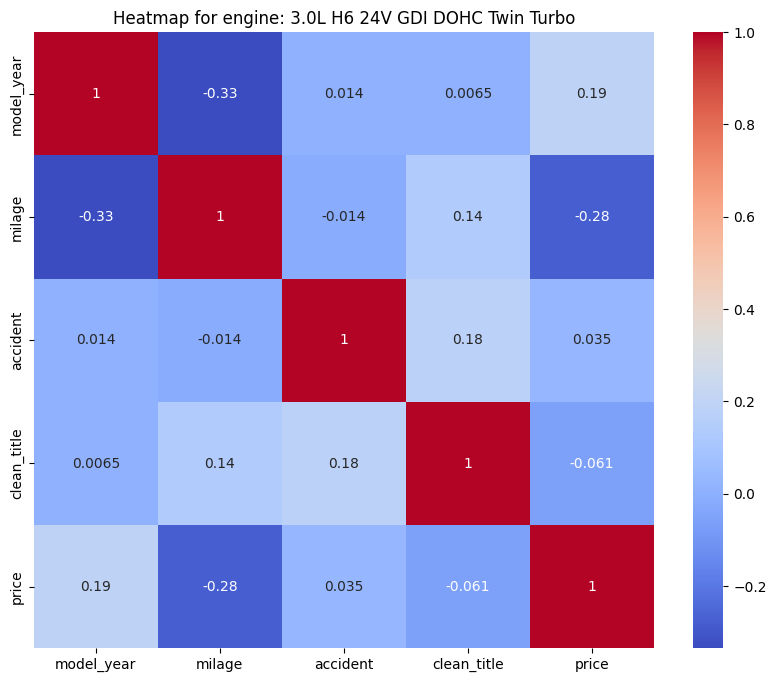 Heatmap for engine: 3.0L H6 24V GDI DOHC Twin Turbo
model_year 1 -0.33 0.014 0.0065 0.19
milage -0.33 1 -0.014 0.14 -0.28
accident 0.014 -0.014 1 0.18 0.035
clean_title 0.0065 0.14 0.18 1 -0.061
price 0.19 -0.28 0.035 -0.061 1
model_year milage accident clean_title price
1.0
0.8
0.6
0.4
0.2
0.0
−0.2